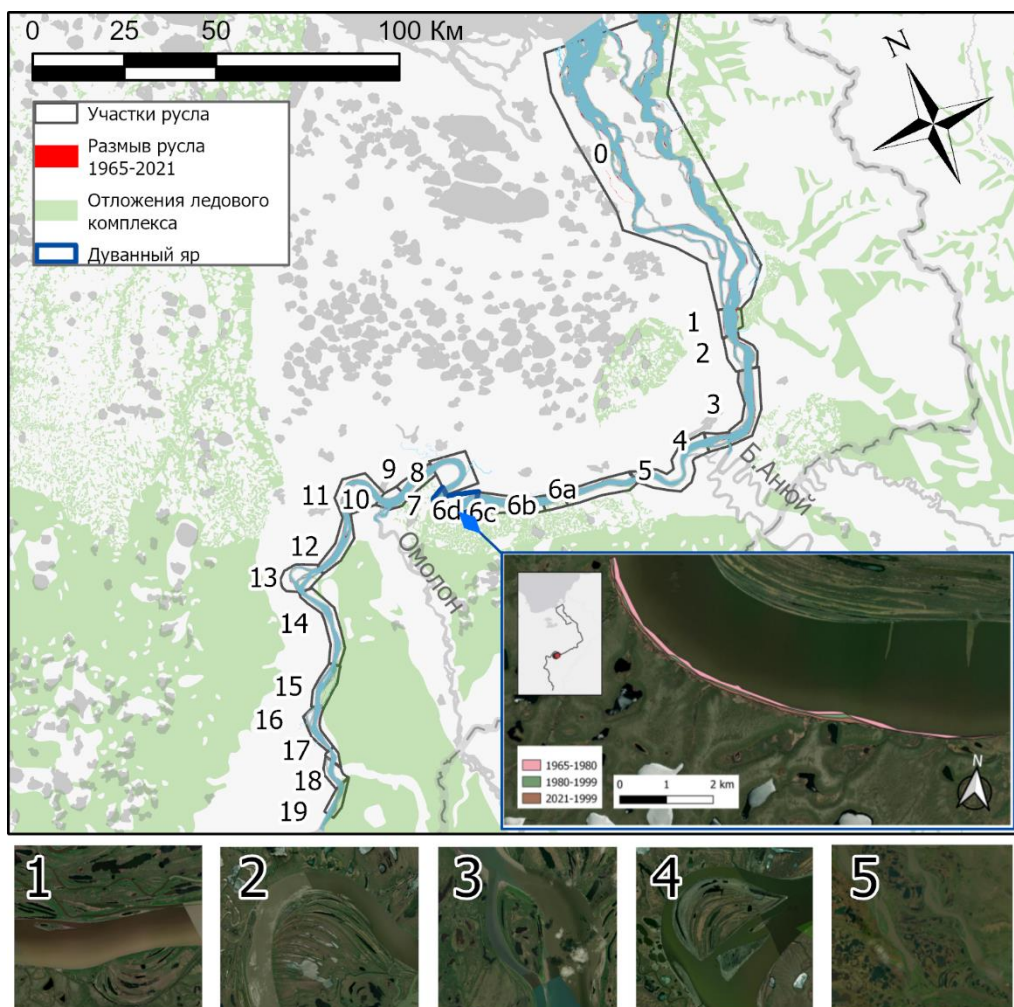 0 25 50 100 Км
Участки русла
Размыв русла
1965-2021
Отложения ледового
комплекса
Дуванный яр
N
0
1
2
3
4
5
6a
6b
6c
6d
7
8
9
10
11
12
13
14
15
16
17
18
19
Б.Анюй
Омолон
1965-1980
1980-1999
2021-1999
0 1 2 km
N
1 2 3 4 5